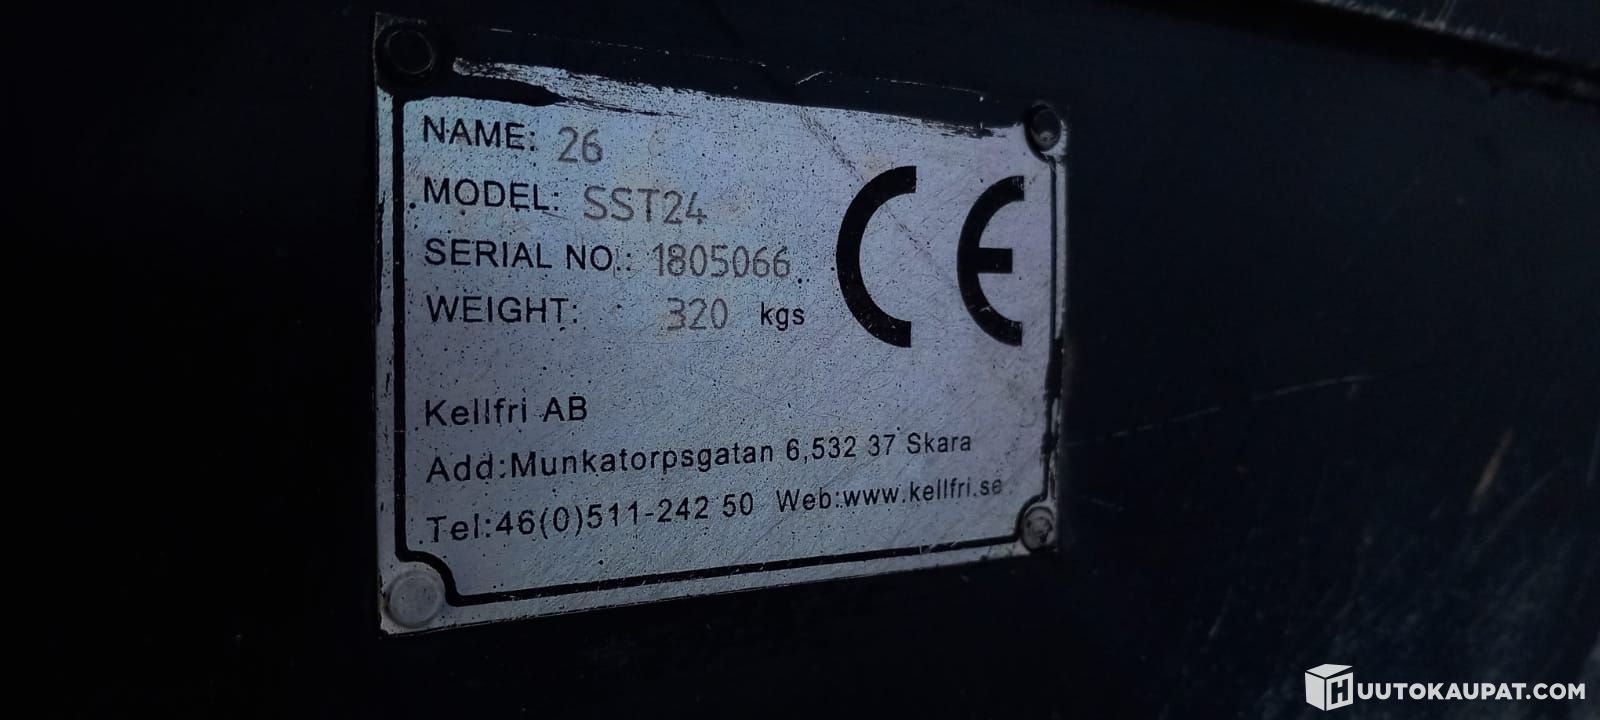 NAME: 26
MODEL: SST24
SERIAL NO.: 1805066
WEIGHT: 320 kgs
CE
Kellfri AB
Add:Munkatorpsgatan 6,532 37 Skara
Tel:46(0)511-242 50 Web:www.kellfri.se
HUUTOKAUPAT.COM